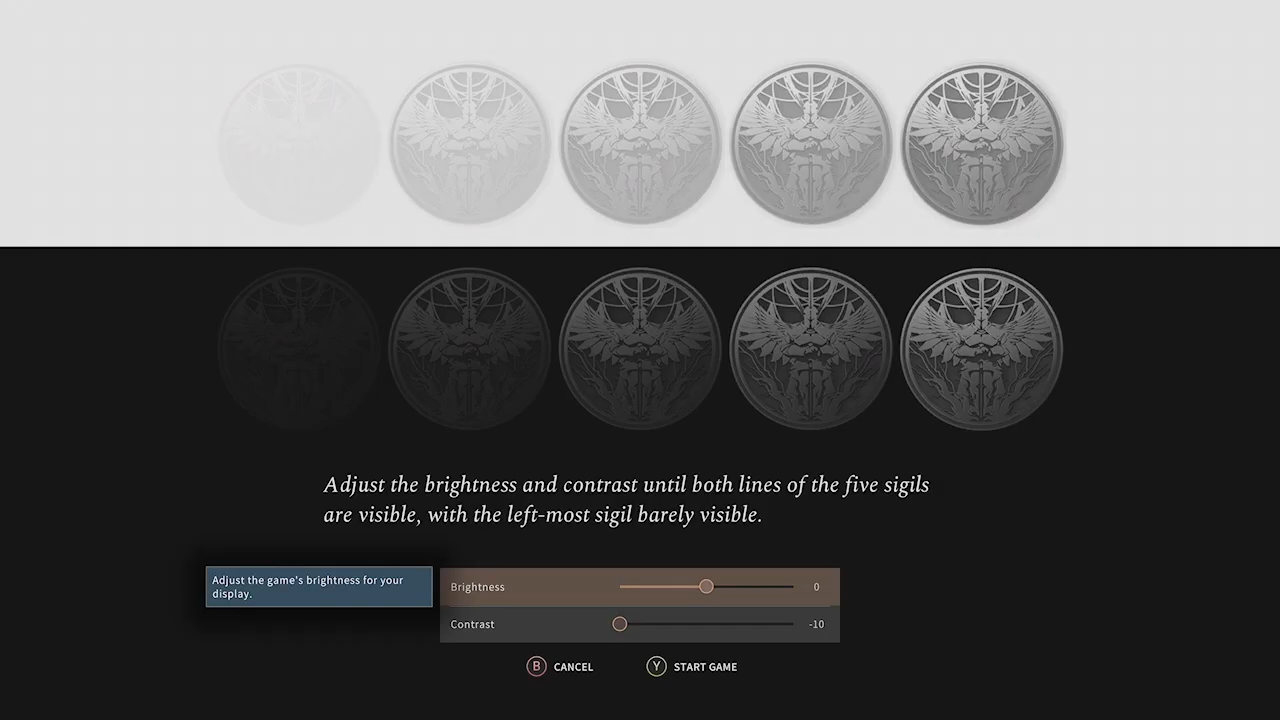 Adjust the brightness and contrast until both lines of the five sigils
are visible, with the left-most sigil barely visible.
Adjust the game's brightness for your
display.
Brightness 0
Contrast -10
B CANCEL Y START GAME